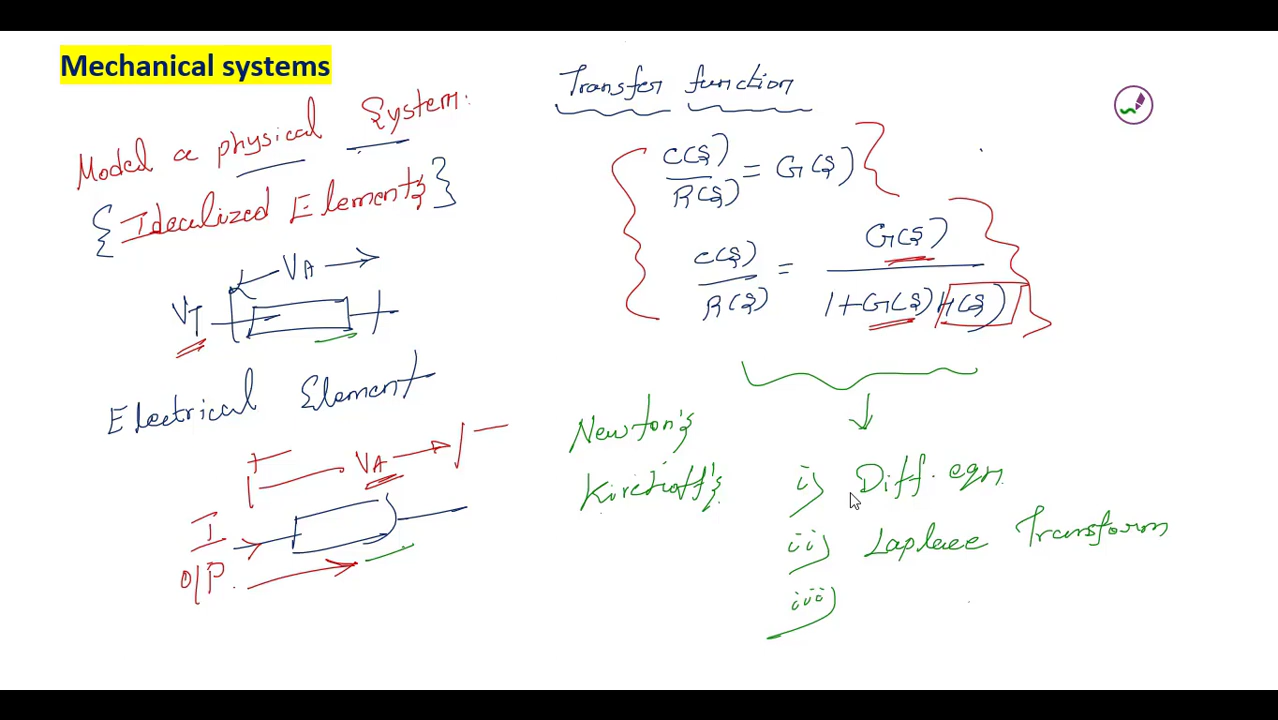 Mechanical systems
Model a physical System.
{Idealized Elements}
VA
VT
Electrical Element
+ VA -
I
O/P
Transfer function
C(s)/R(s) = G(s)
C(s)/R(s) = G(s)/1+G(s)H(s)
Newton's
Kirchoff's
i) Diff. eqn
ii) Laplace Transform
iii)